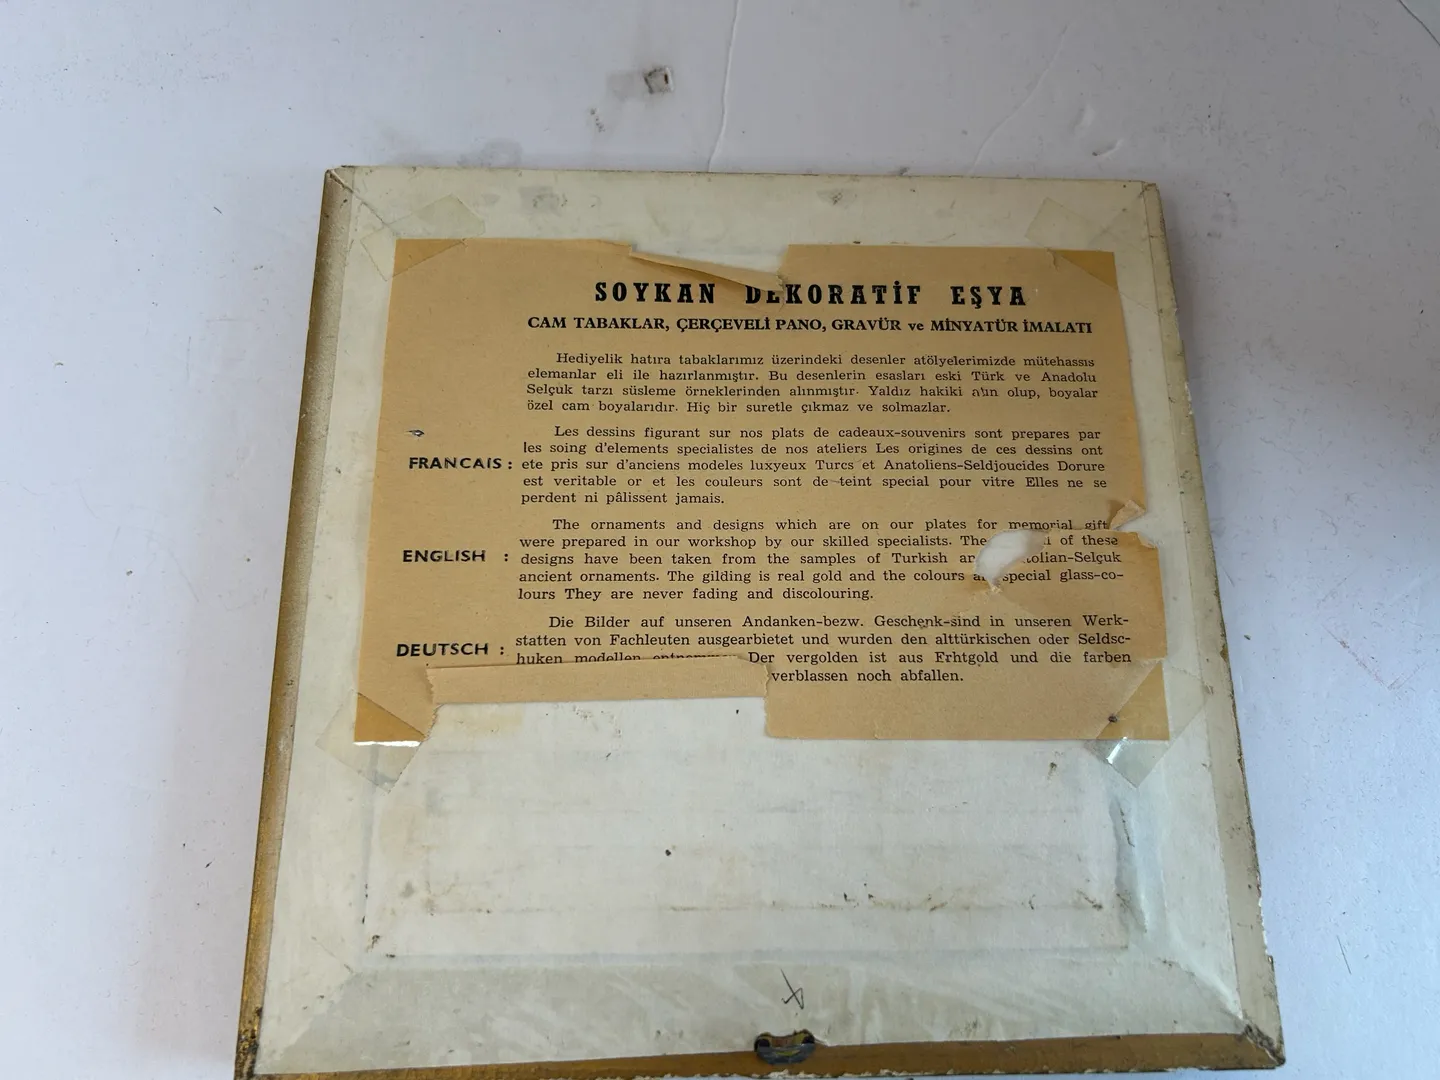 SOYKAN DEKORATİF EŞYA
CAM TABAKLAR, ÇERÇEVELİ PANO, GRAVÜR ve MİNYATÜR İMALATI
Hediyelik hatıra tabaklarımız üzerindeki desenler atölyelerimizde mütehassıs
elemanlar eli ile hazırlanmıştır. Bu desenlerin esasları eski Türk ve Anadolu
Selçuk tarzı süsleme örneklerinden alınmıştır. Yaldız hakiki altın olup, boyalar
özel cam boyalarıdır. Hiç bir suretle çıkmaz ve solmazlar.
Les dessins figurant sur nos plats de cadeaux-souvenirs sont prepares par
les soing d'elements specialistes de nos ateliers Les origines de ces dessins ont
FRANCAIS : ete pris sur d'anciens modeles luxyeux Turcs et Anatoliens-Seldjoucides Dorure
est veritable or et les couleurs sont de teint special pour vitre Elles ne se
perdent ni pâlissent jamais.
The ornaments and designs which are on our plates for memorial gift
were prepared in our workshop by our skilled specialists. The of these
ENGLISH : designs have been taken from the samples of Turkish tolian-Selçuk
ancient ornaments. The gilding is real gold and the colours special glass-co-
lours They are never fading and discolouring.
Die Bilder auf unseren Andanken-bezw. Geschenk-sind in unseren Werk-
statten von Fachleuten ausgearbietet und wurden den alttürkischen oder Seldsc-
DEUTSCH : huken modellen entnommen Der vergolden ist aus Erhtgold und die farben
verblassen noch abfallen.
4